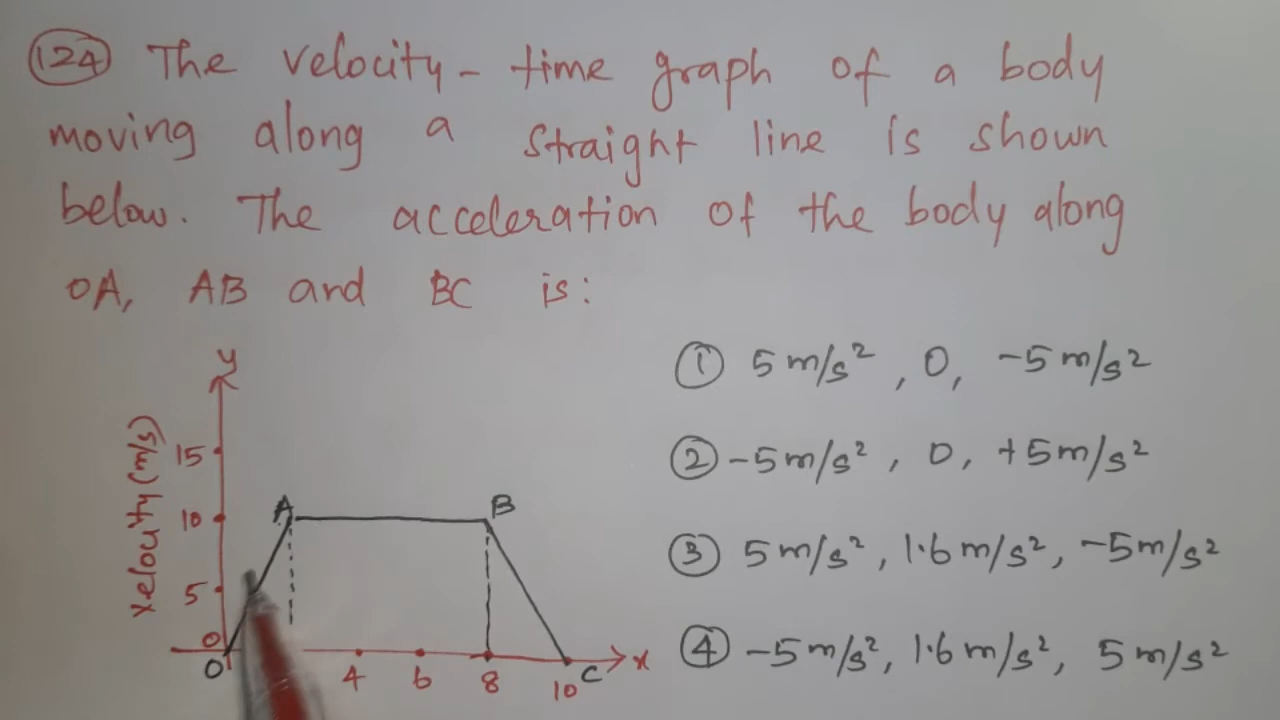 124 The velocity - time graph of a body
moving along a straight line is shown
below. The acceleration of the body along
OA, AB and BC is:
① 5 m/s², 0, -5 m/s²
② -5 m/s², 0, +5 m/s²
③ 5 m/s², 1.6 m/s², -5 m/s²
④ -5 m/s², 1.6 m/s², 5 m/s²
y
velocity (m/s)
15
10
5
0
O
A
B
4
6
8
10
C
x